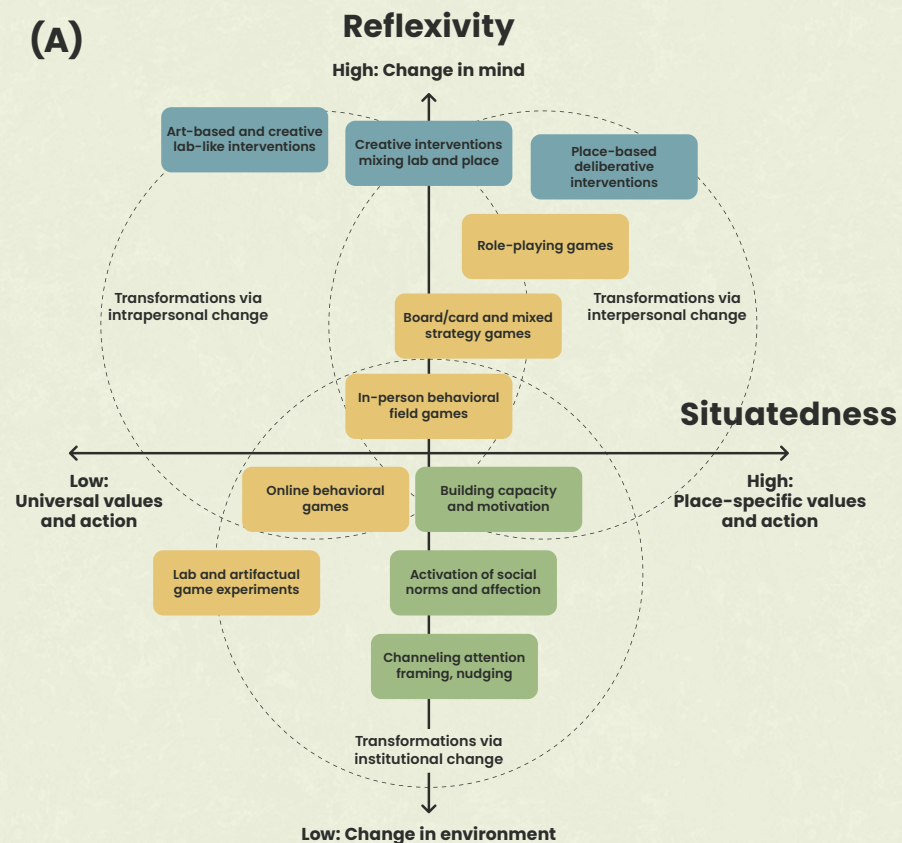 (A)
Reflexivity
High: Change in mind
Art-based and creative
lab-like interventions
Creative interventions
mixing lab and place
Place-based
deliberative
interventions
Role-playing games
Transformations via
intrapersonal change
Board/card and mixed
strategy games
Transformations via
interpersonal change
In-person behavioral
field games
Situatedness
Low:
Universal values
and action
High:
Place-specific values
and action
Online behavioral
games
Building capacity
and motivation
Lab and artifactual
game experiments
Activation of social
norms and affection
Channeling attention
framing, nudging
Transformations via
institutional change
Low: Change in environment